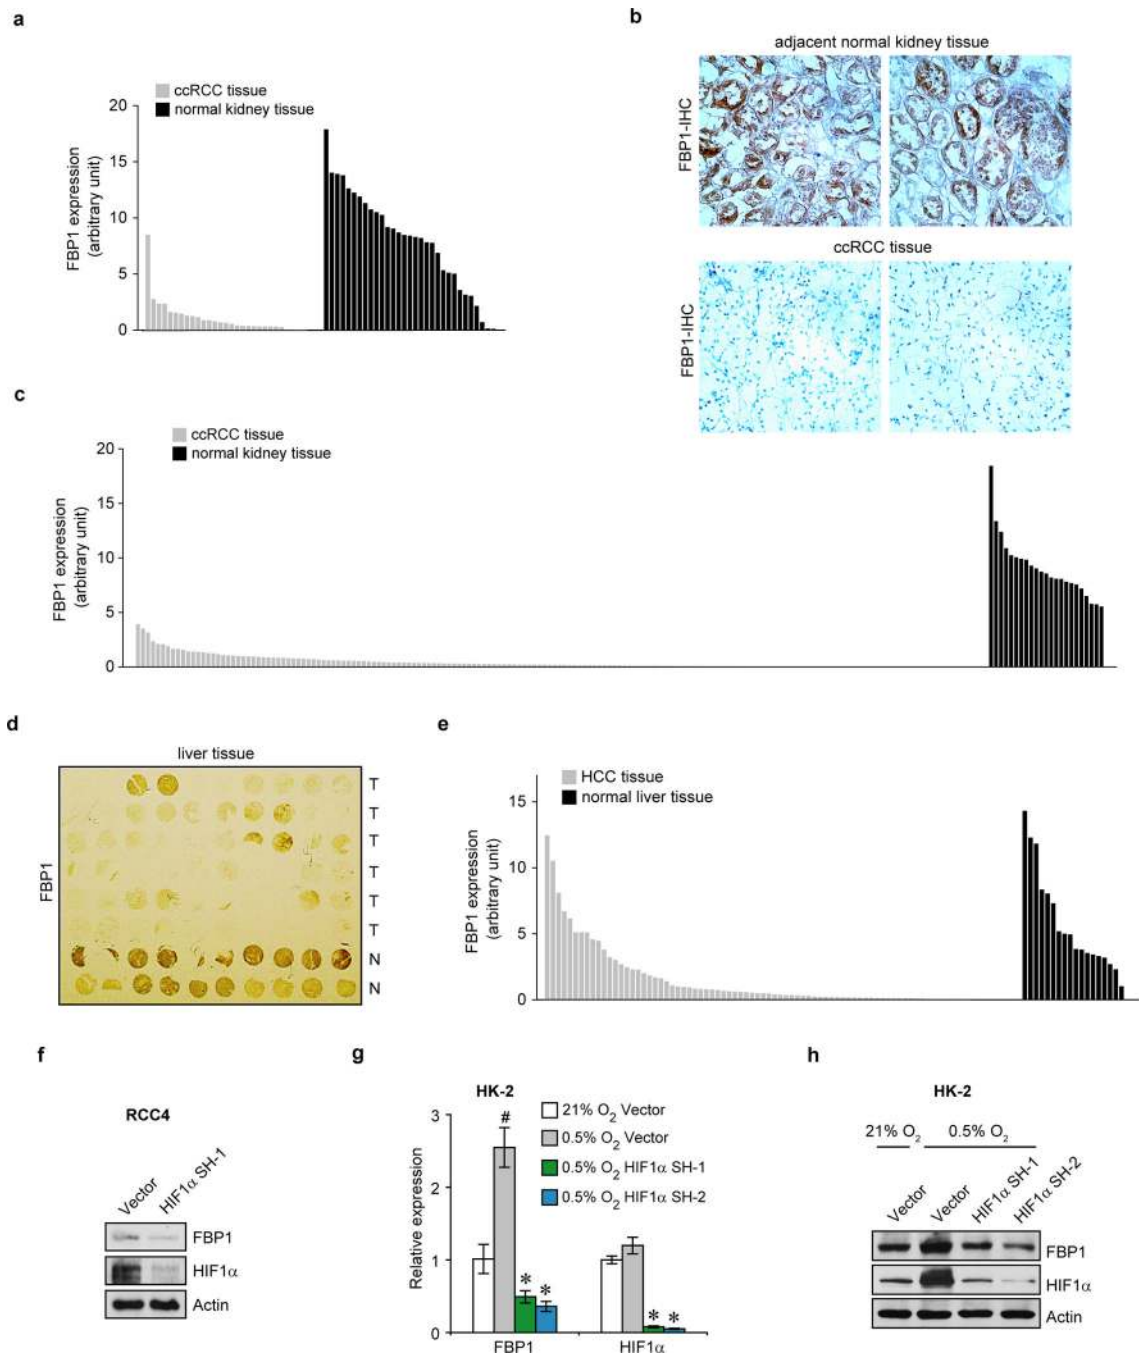 a
ccRCC tissue
normal kidney tissue
FBP1 expression
(arbitrary unit)
20
15
10
5
0
b
adjacent normal kidney tissue
FBP1-IHC
ccRCC tissue
FBP1-IHC
c
ccRCC tissue
normal kidney tissue
FBP1 expression
(arbitrary unit)
20
15
10
5
0
d
liver tissue
FBP1
T
T
T
T
T
T
N
N
e
HCC tissue
normal liver tissue
FBP1 expression
(arbitrary unit)
15
10
5
0
f
RCC4
Vector
HIF1α SH-1
FBP1
HIF1α
Actin
g
HK-2
21% O₂ Vector
0.5% O₂ Vector
0.5% O₂ HIF1α SH-1
0.5% O₂ HIF1α SH-2
Relative expression
3
2
1
0
#
* *
* *
FBP1
HIF1α
h
HK-2
21% O₂ 0.5% O₂
Vector
Vector
HIF1α SH-1
HIF1α SH-2
FBP1
HIF1α
Actin